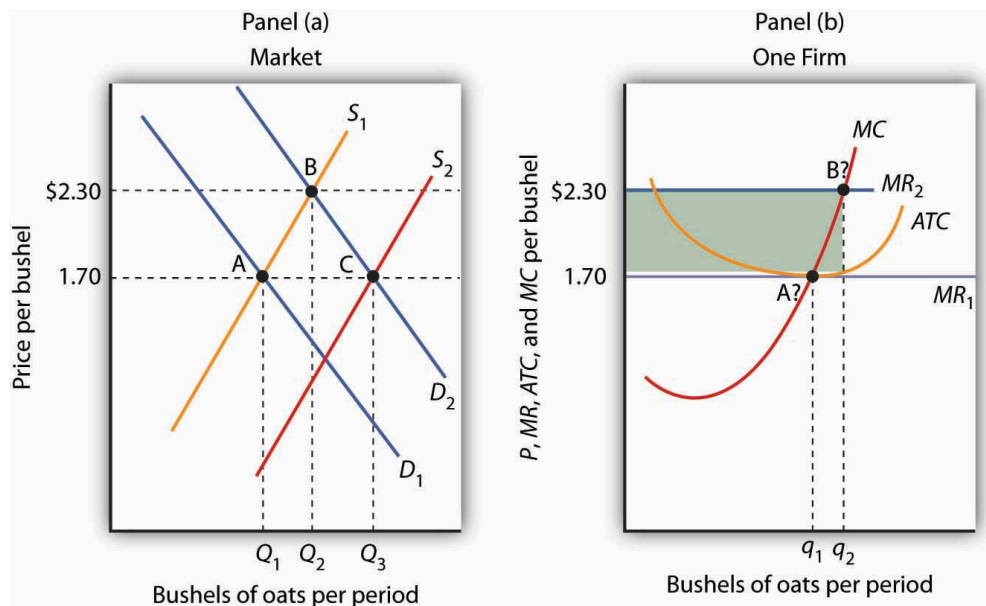 Panel (a)
Market
Price per bushel
$2.30
1.70
S1
S2
B
A
C
D2
D1
Q1 Q2 Q3
Bushels of oats per period
Panel (b)
One Firm
P, MR, ATC, and MC per bushel
$2.30
1.70
MC
B?
MR2
ATC
A?
MR1
q1 q2
Bushels of oats per period